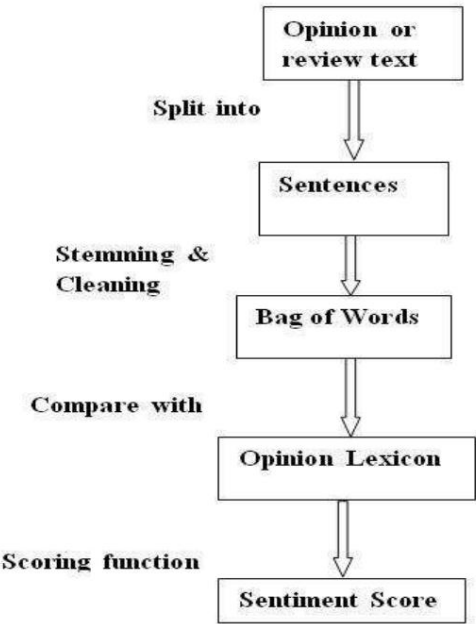 Opinion or
review text
Split into
Sentences
Stemming &
Cleaning
Bag of Words
Compare with
Opinion Lexicon
Scoring function
Sentiment Score